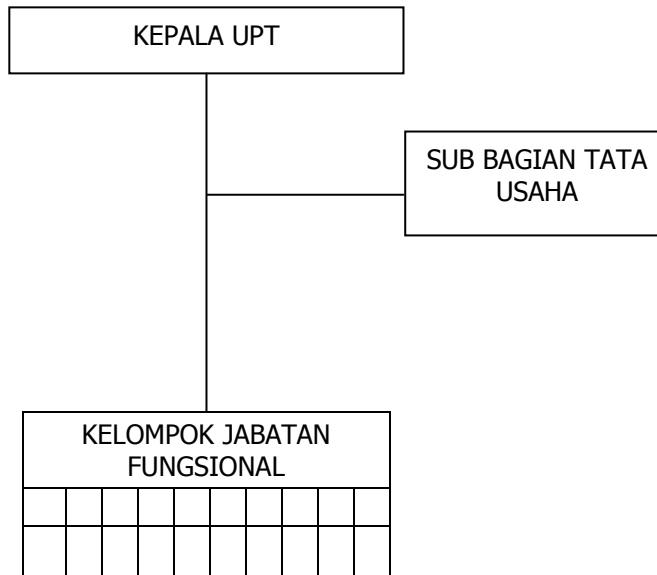 KEPALA UPT
SUB BAGIAN TATA
USAHA
KELOMPOK JABATAN
FUNGSIONAL